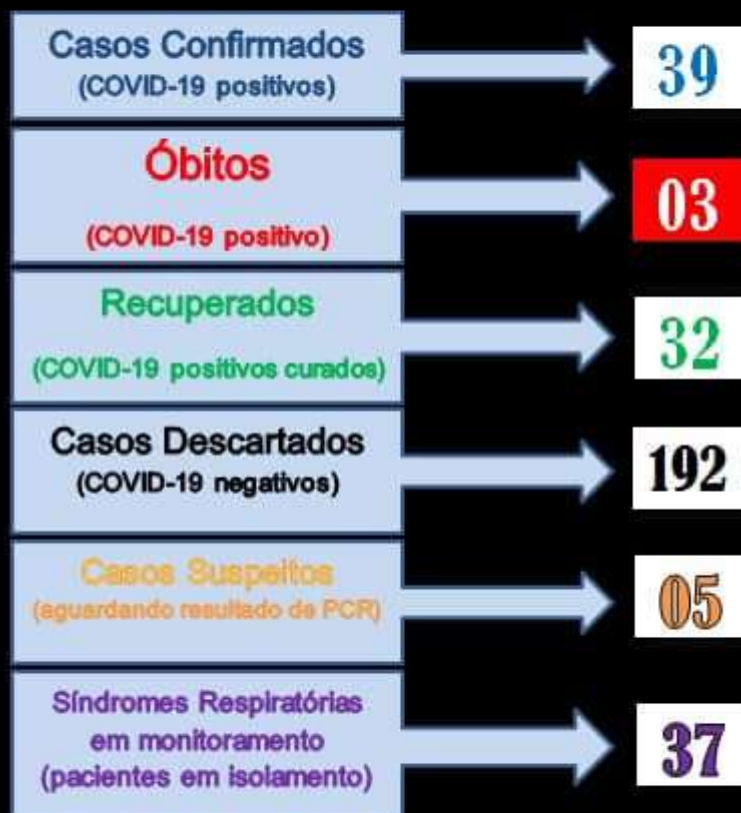 Casos Confirmados
(COVID-19 positivos)
39
Óbitos
(COVID-19 positivo)
03
Recuperados
(COVID-19 positivos curados)
32
Casos Descartados
(COVID-19 negativos)
192
Casos Suspeitos
(aguardando resultado de PCR)
05
Síndromes Respiratórias
em monitoramento
(pacientes em isolamento)
37